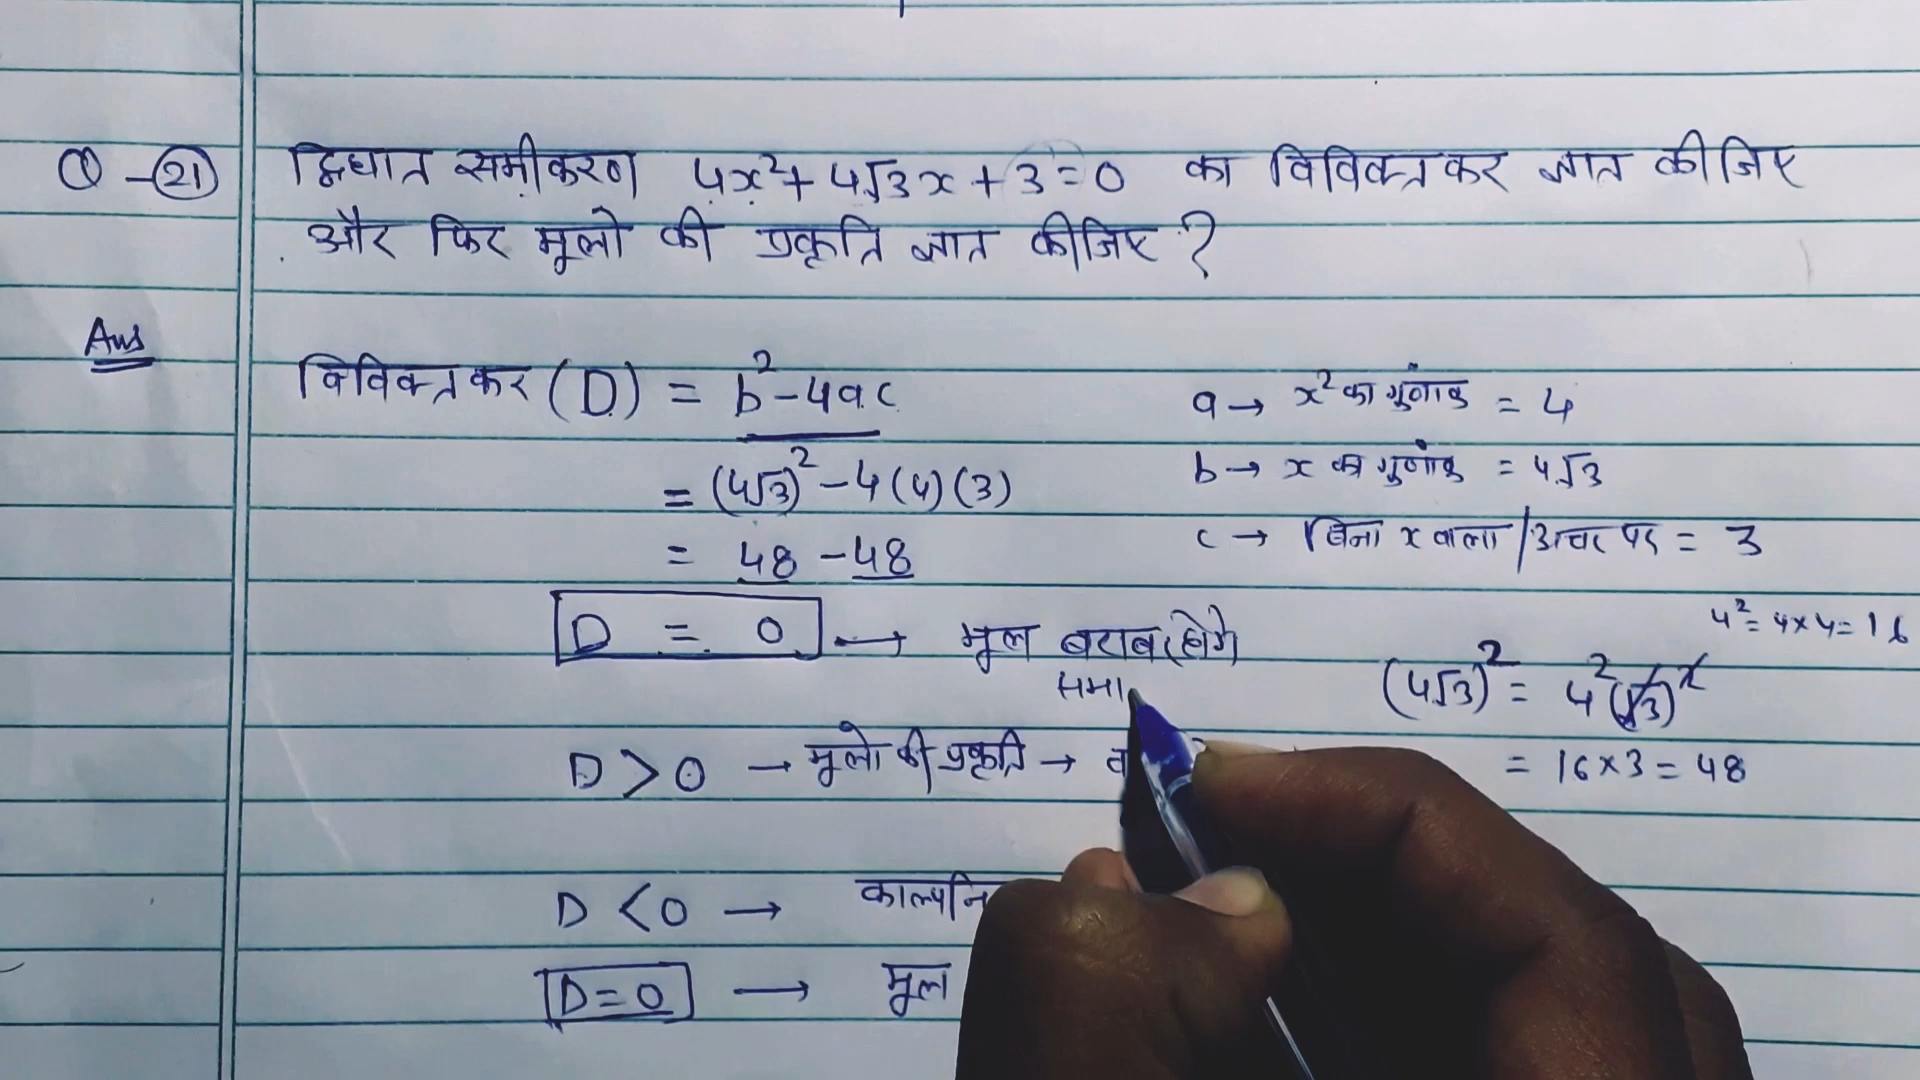 Q - 21 द्विघात समीकरण 4x²+ 4√3x + 3 = 0 का विविक्तकर ज्ञात कीजिए
और फिर मूलो की प्रकृति ज्ञात कीजिए ?
Ans
विविक्तकर (D) = b² - 4ac
a → x² का गुणांक = 4
= (4√3)² - 4 (4) (3)
b → x का गुणांक = 4√3
= 48 - 48
c → बिना x वाला / अचर पद = 3
D = 0 → मूल बराबर होगे
समा
4² = 4×4 = 16
(4√3)² = 4² (√3)²
= 16 × 3 = 48
D > 0 → मूलो की प्रकृति →
D < 0 → काल्पनि
D = 0 → मूल